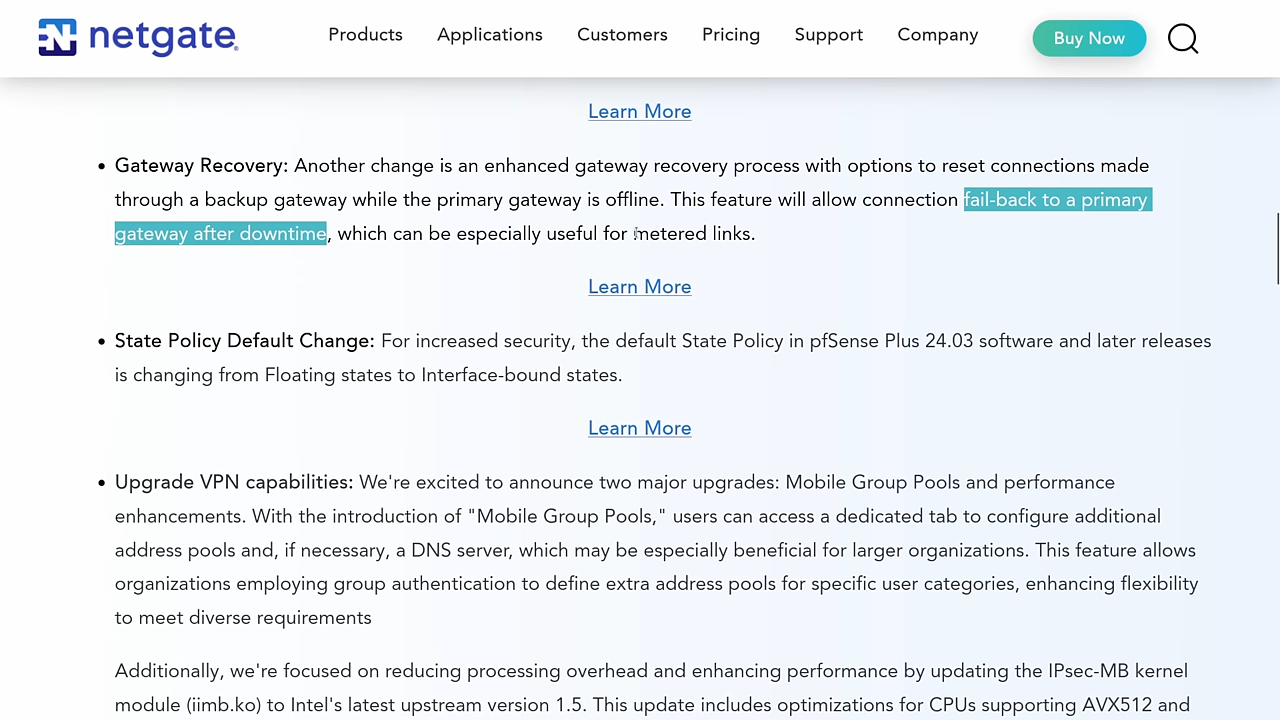 netgate
Products Applications Customers Pricing Support Company Buy Now
Learn More
• Gateway Recovery: Another change is an enhanced gateway recovery process with options to reset connections made
through a backup gateway while the primary gateway is offline. This feature will allow connection fail-back to a primary
gateway after downtime, which can be especially useful for metered links.
Learn More
• State Policy Default Change: For increased security, the default State Policy in pfSense Plus 24.03 software and later releases
is changing from Floating states to Interface-bound states.
Learn More
• Upgrade VPN capabilities: We're excited to announce two major upgrades: Mobile Group Pools and performance
enhancements. With the introduction of "Mobile Group Pools," users can access a dedicated tab to configure additional
address pools and, if necessary, a DNS server, which may be especially beneficial for larger organizations. This feature allows
organizations employing group authentication to define extra address pools for specific user categories, enhancing flexibility
to meet diverse requirements
Additionally, we're focused on reducing processing overhead and enhancing performance by updating the IPsec-MB kernel
module (iimb.ko) to Intel's latest upstream version 1.5. This update includes optimizations for CPUs supporting AVX512 and